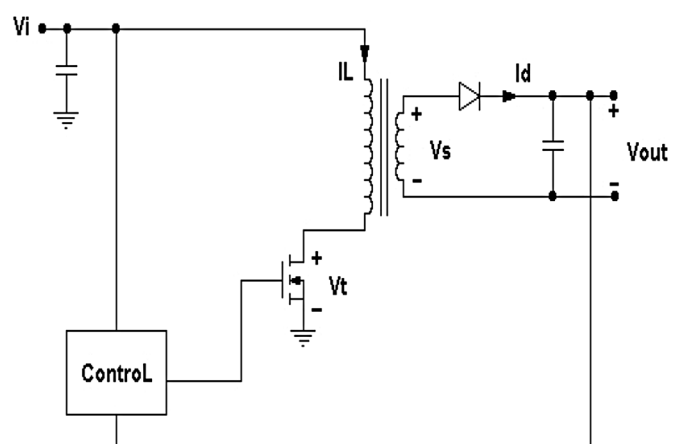 Vi
IL
Id
+
+
Vs
Vout
-
-
+
Vt
-
ControL